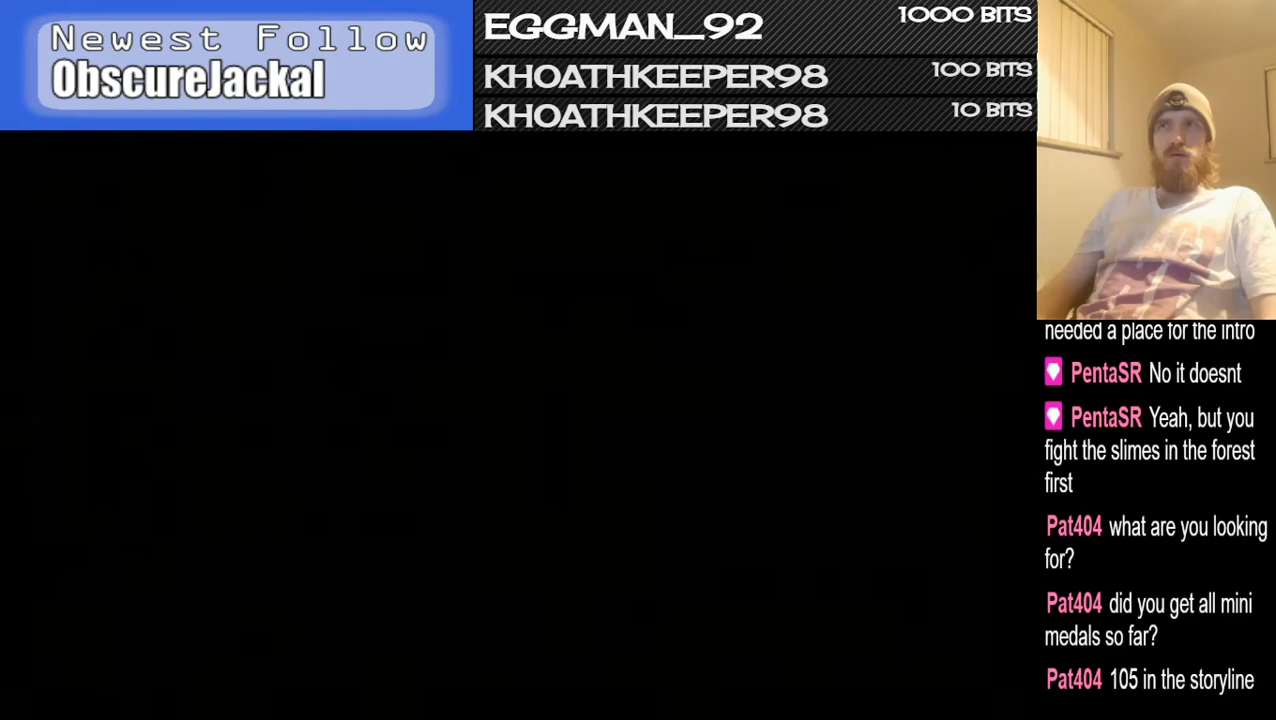 Newest Follow
ObscureJackal
EGGMAN_92 1000 BITS
KHOATHKEEPER98 100 BITS
KHOATHKEEPER98 10 BITS
needed a place for the intro
PentaSR No it doesnt
PentaSR Yeah, but you
fight the slimes in the forest
first
Pat404 what are you looking
for?
Pat404 did you get all mini
medals so far?
Pat404 105 in the storyline